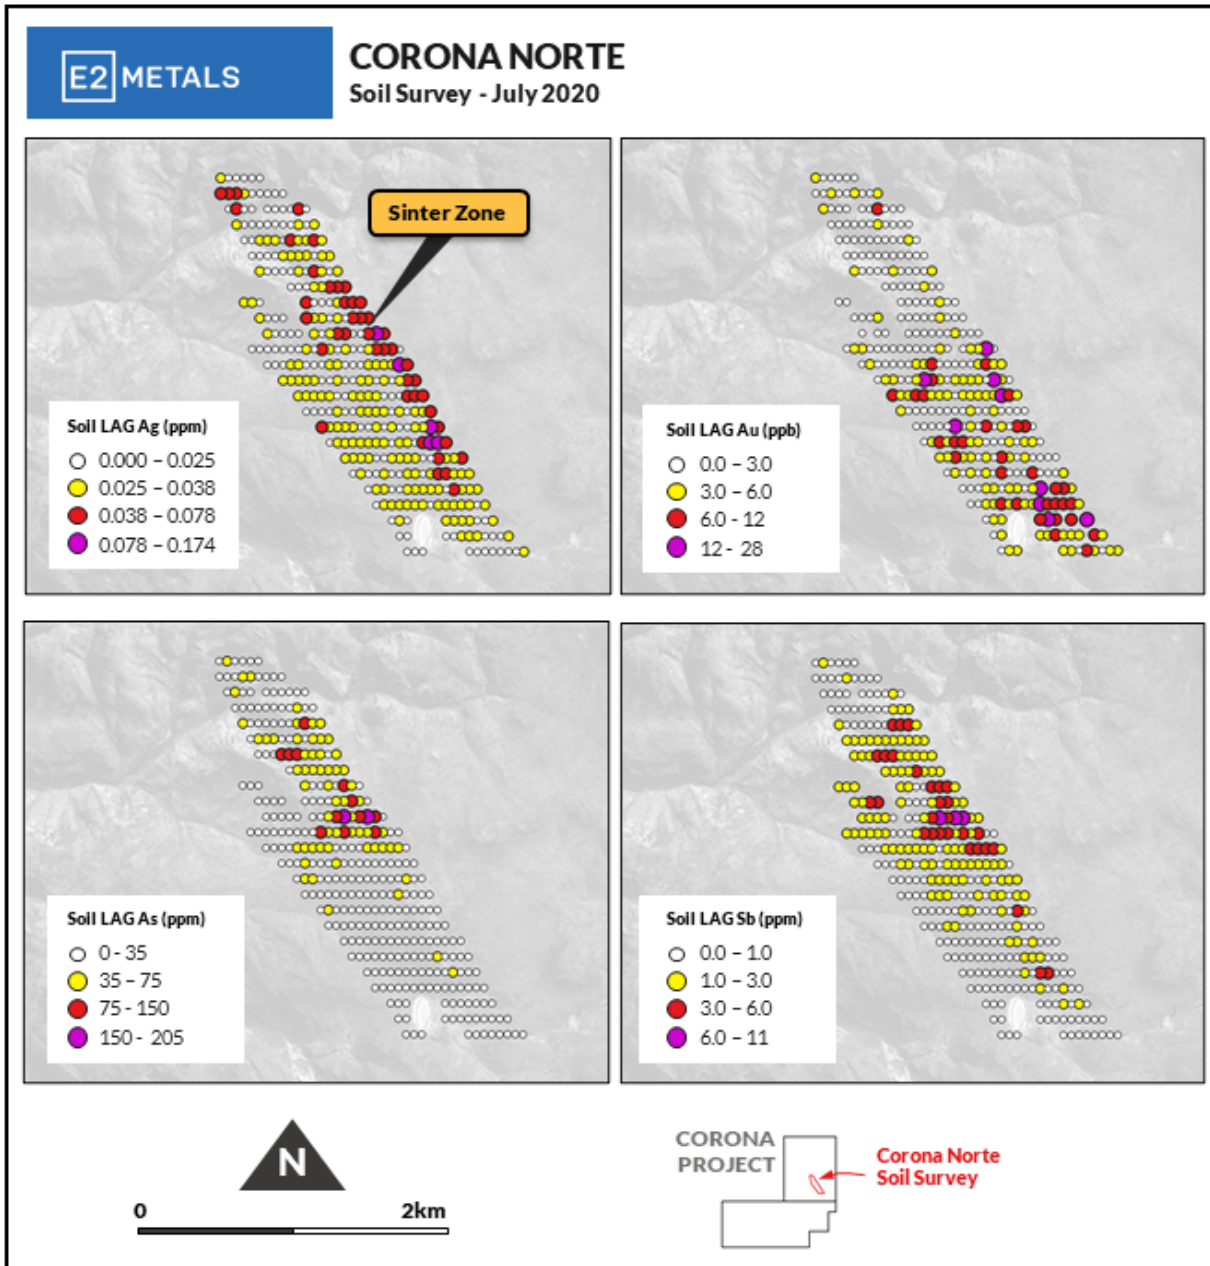 E2 METALS
CORONA NORTE
Soil Survey - July 2020
Sinter Zone
Soil LAG Ag (ppm)
0.000 – 0.025
0.025 – 0.038
0.038 – 0.078
0.078 – 0.174
Soil LAG Au (ppb)
0.0 – 3.0
3.0 – 6.0
6.0 - 12
12 - 28
Soil LAG As (ppm)
0 - 35
35 – 75
75 - 150
150 - 205
Soil LAG Sb (ppm)
0.0 – 1.0
1.0 – 3.0
3.0 – 6.0
6.0 – 11
N
0 2km
CORONA
PROJECT
Corona Norte
Soil Survey